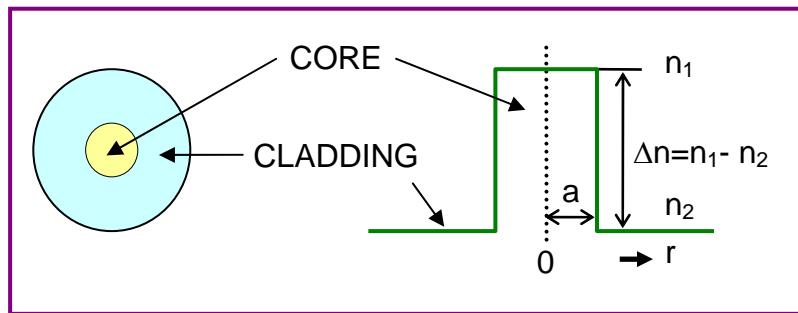 CORE
CLADDING
n₁
Δn=n₁- n₂
a
n₂
0
r